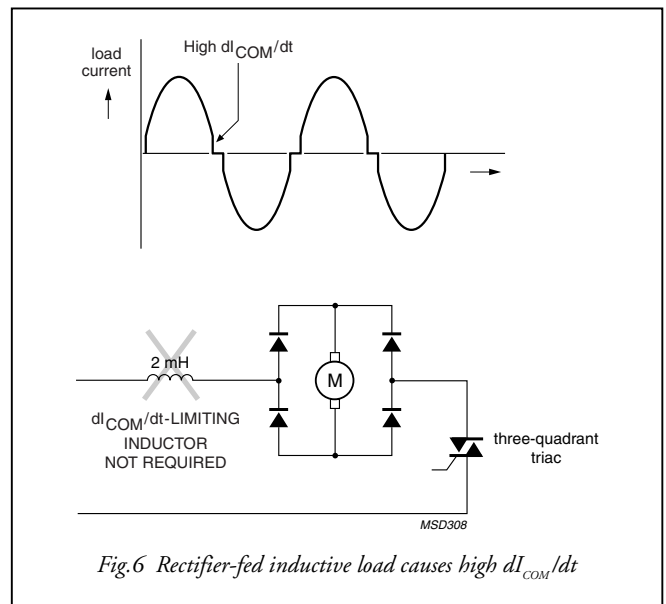 High dI_COM/dt
load
current
2 mH
M
dI_COM/dt-LIMITING
INDUCTOR
NOT REQUIRED
three-quadrant
triac
MSD308
Fig.6 Rectifier-fed inductive load causes high dI_COM/dt